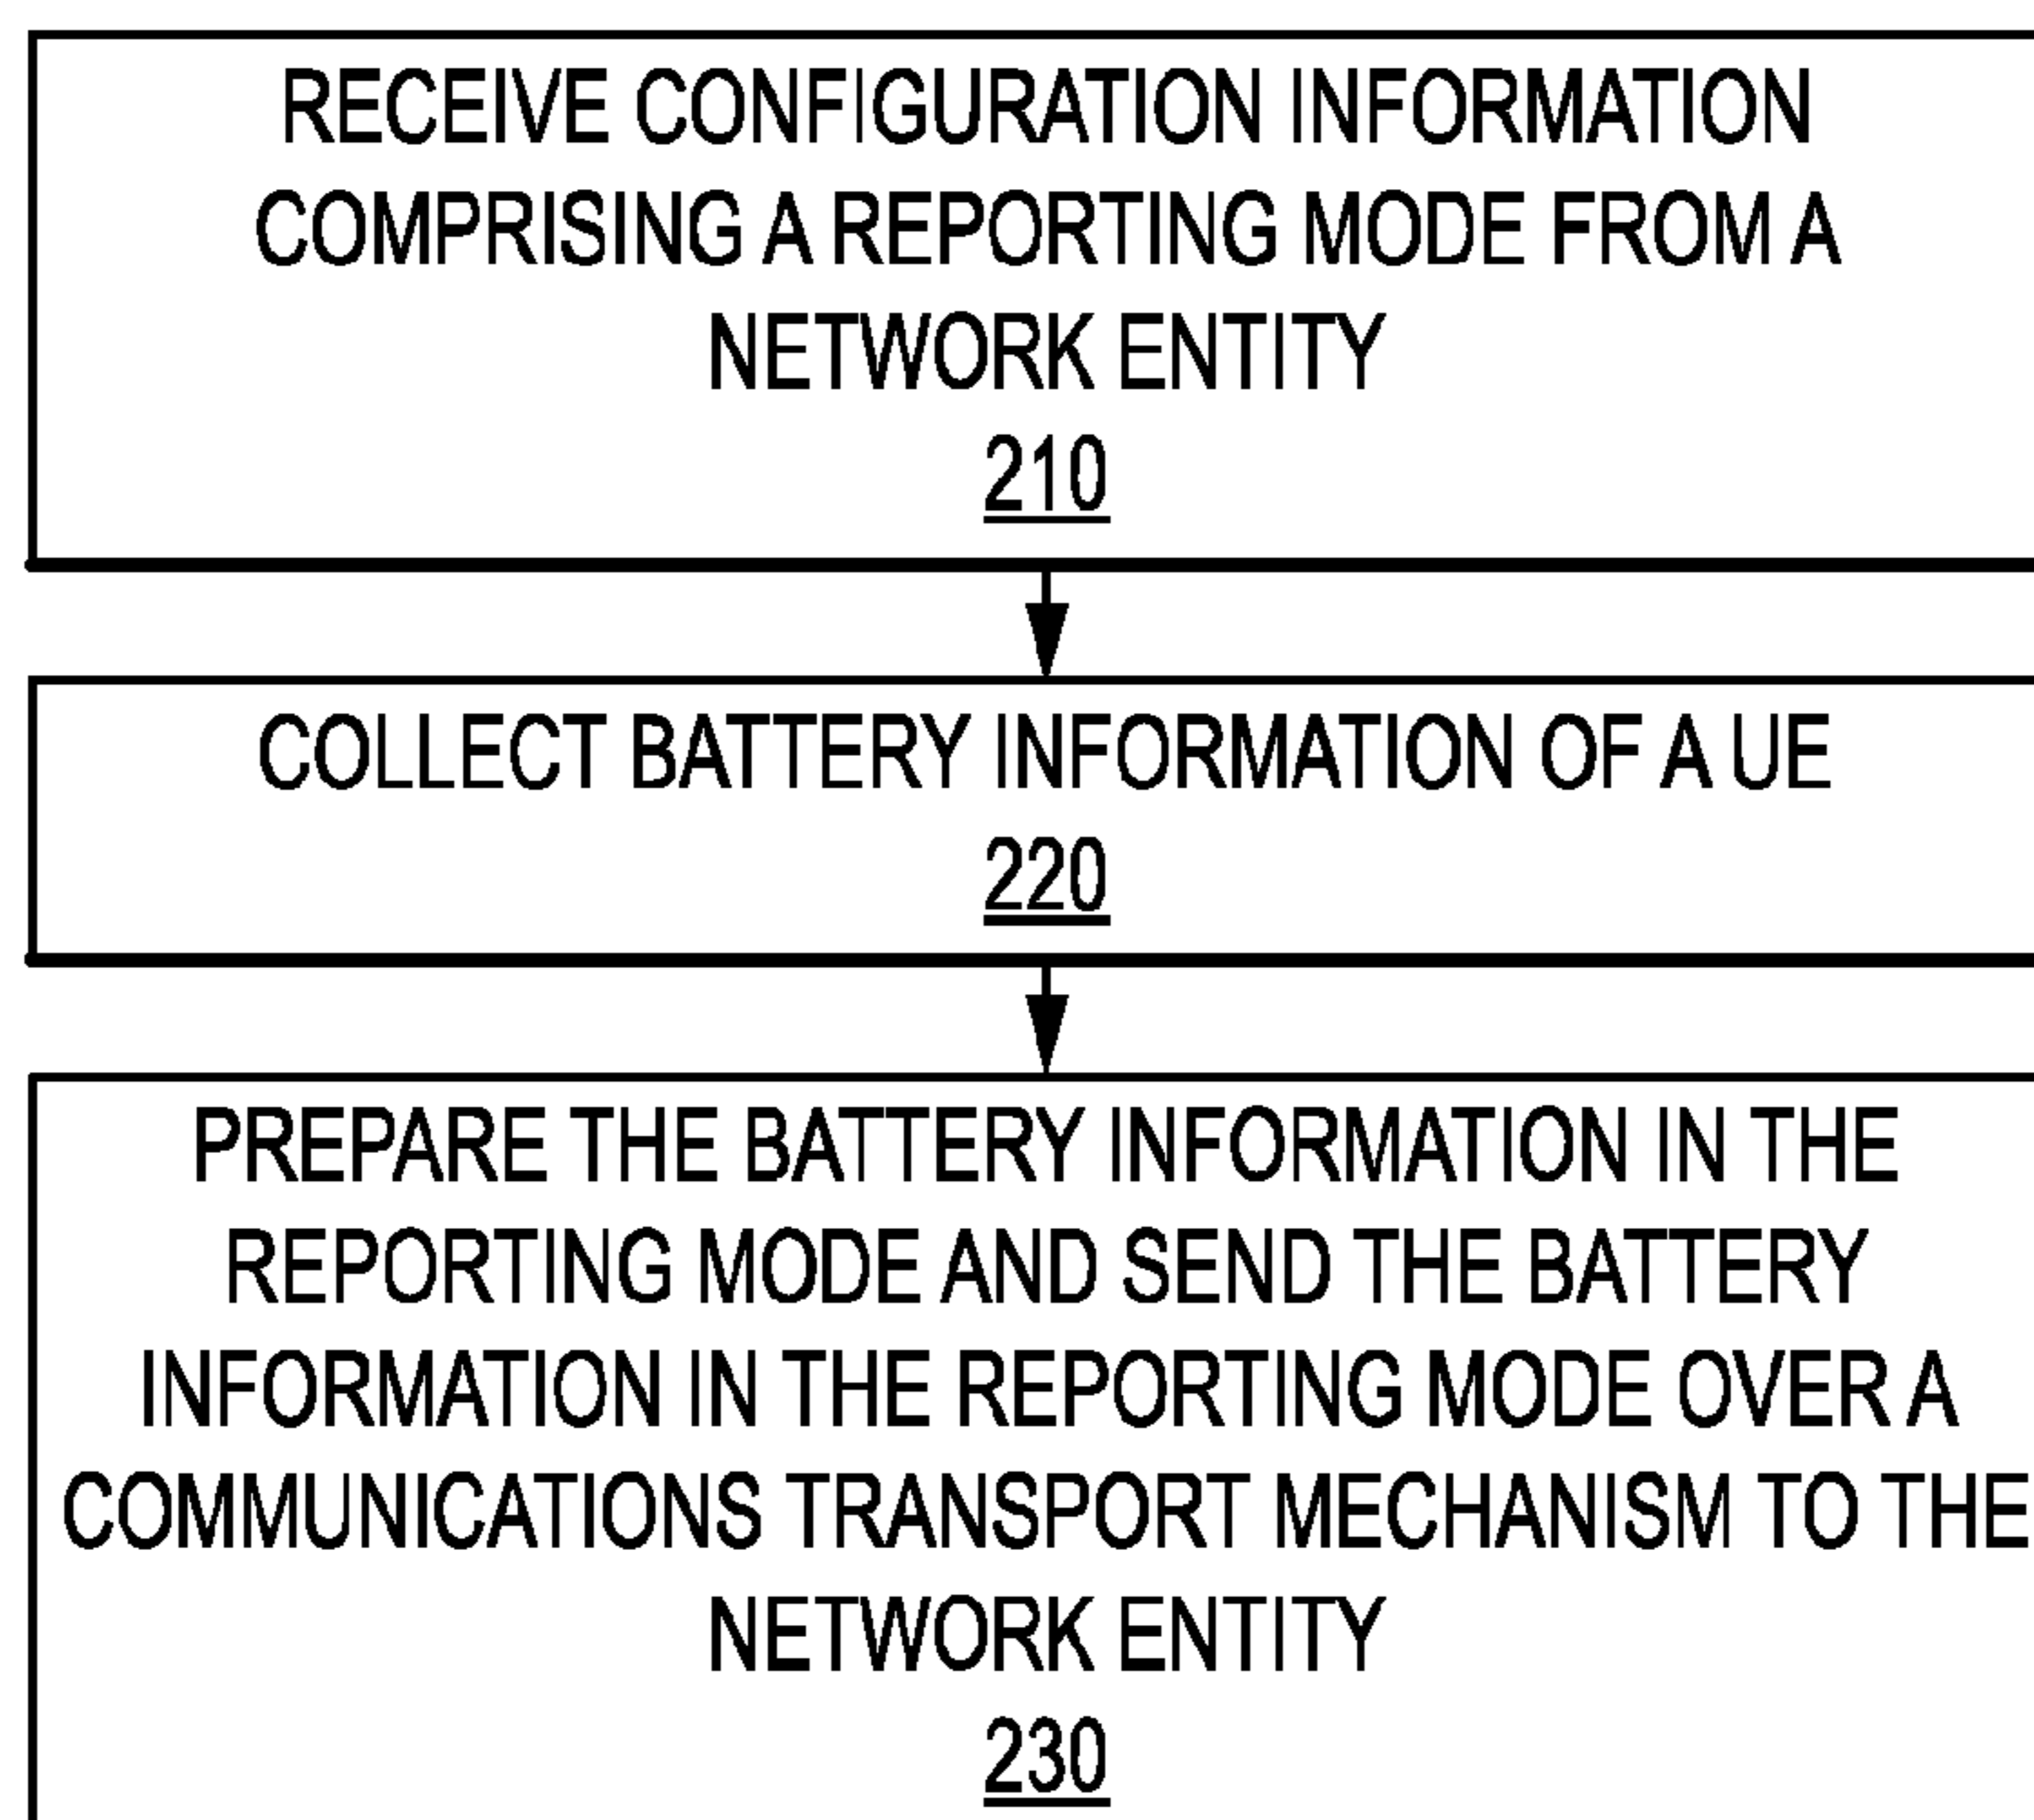 RECEIVE CONFIGURATION INFORMATION
COMPRISING A REPORTING MODE FROM A
NETWORK ENTITY
210
COLLECT BATTERY INFORMATION OF A UE
220
PREPARE THE BATTERY INFORMATION IN THE
REPORTING MODE AND SEND THE BATTERY
INFORMATION IN THE REPORTING MODE OVER A
COMMUNICATIONS TRANSPORT MECHANISM TO THE
NETWORK ENTITY
230